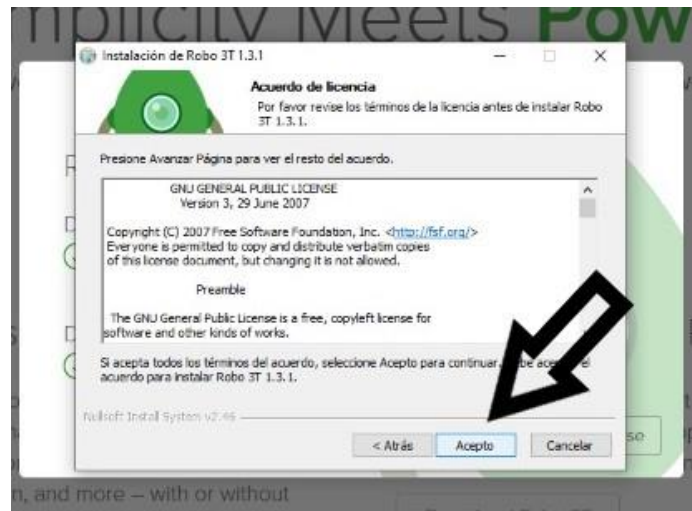 mplicity Meets Pow
Instalación de Robo 3T 1.3.1
Acuerdo de licencia
Por favor revise los términos de la licencia antes de instalar Robo
3T 1.3.1.
Presione Avanzar Página para ver el resto del acuerdo.
GNU GENERAL PUBLIC LICENSE
Version 3, 29 June 2007
Copyright (C) 2007 Free Software Foundation, Inc. <http://fsf.org/>
Everyone is permitted to copy and distribute verbatim copies
of this license document, but changing it is not allowed.
Preamble
The GNU General Public License is a free, copyleft license for
software and other kinds of works.
Si acepta todos los términos del acuerdo, seleccione Acepto para continuar. el
acuerdo para instalar Robo 3T 1.3.1.
Nullsoft Install System v2.46
< Atrás Acepto Cancelar
n, and more – with or without